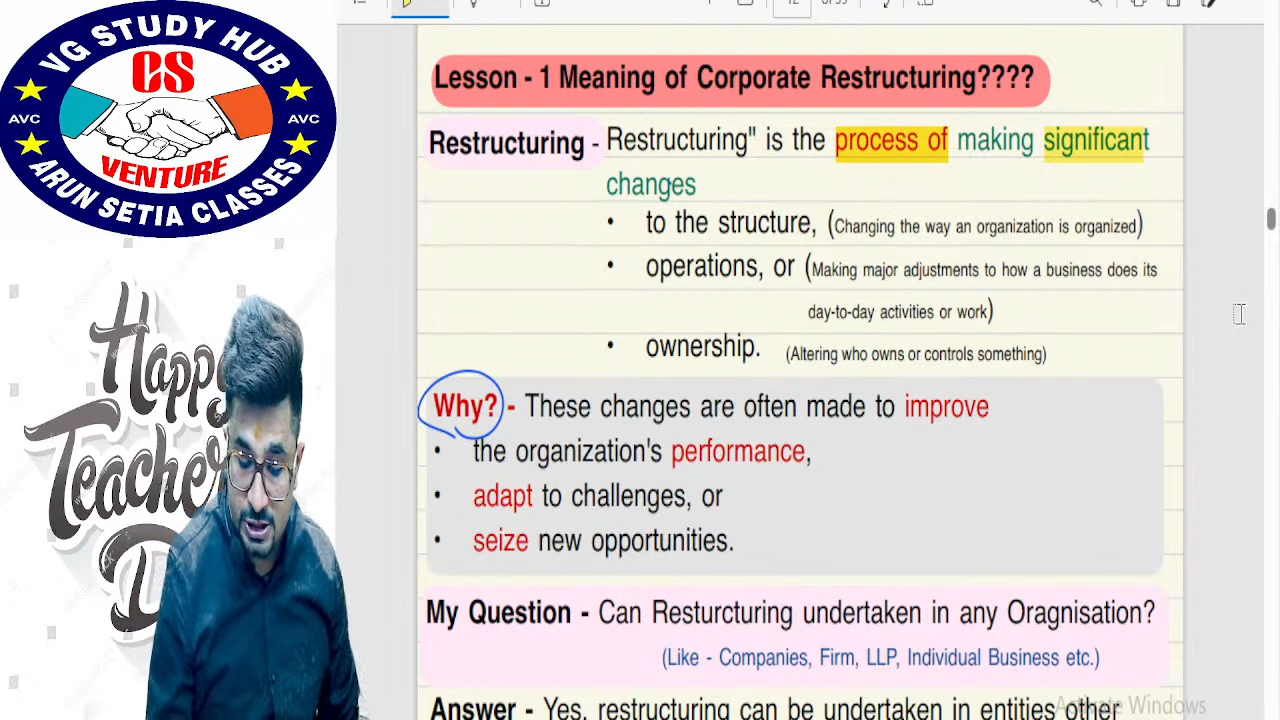 VG STUDY HUB
CS
AVC
AVC
VENTURE
ARUN SETIA CLASSES
Happy
Teacher
D
Lesson - 1 Meaning of Corporate Restructuring????
Restructuring - Restructuring" is the process of making significant
changes
• to the structure, (Changing the way an organization is organized)
• operations, or (Making major adjustments to how a business does its
day-to-day activities or work)
• ownership. (Altering who owns or controls something)
Why? - These changes are often made to improve
• the organization's performance,
• adapt to challenges, or
• seize new opportunities.
My Question - Can Resturcturing undertaken in any Oragnisation?
(Like - Companies, Firm, LLP, Individual Business etc.)
Answer - Yes, restructuring can be undertaken in entities other
Activate Windows